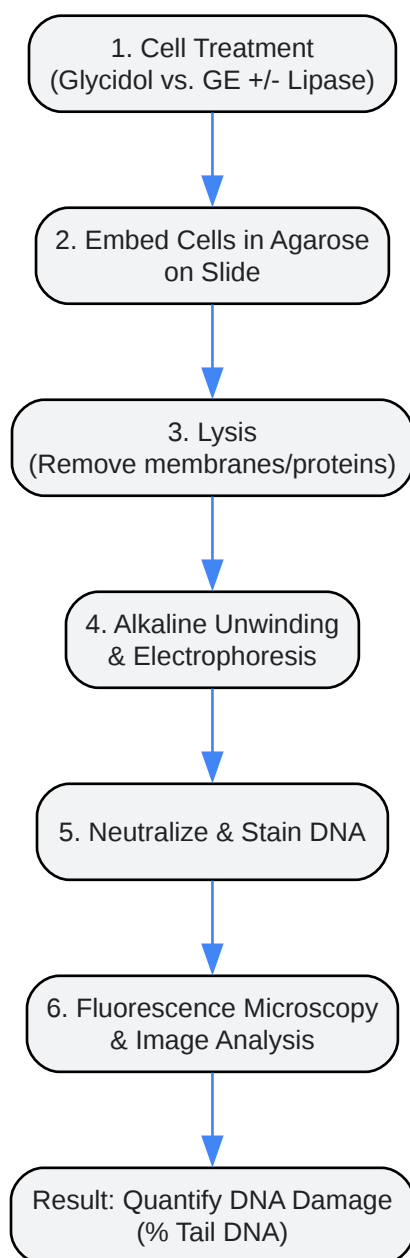 1. Cell Treatment
(Glycidol vs. GE +/- Lipase)
2. Embed Cells in Agarose
on Slide
3. Lysis
(Remove membranes/proteins)
4. Alkaline Unwinding
& Electrophoresis
5. Neutralize & Stain DNA
6. Fluorescence Microscopy
& Image Analysis
Result: Quantify DNA Damage
(% Tail DNA)